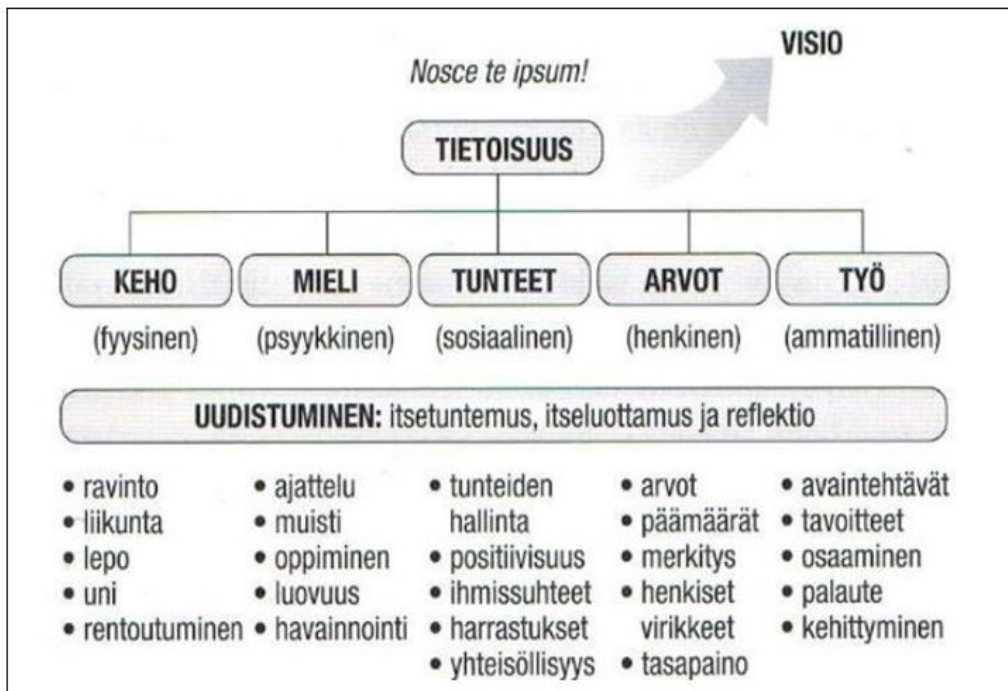 VISIO
Nosce te ipsum!
TIETOISUUS
KEHO
MIELI
TUNTEET
ARVOT
TYÖ
(fyysinen)
(psyykkinen)
(sosiaalinen)
(henkinen)
(ammatillinen)
UUDISTUMINEN: itsetuntemus, itseluottamus ja reflektio
• ravinto
• liikunta
• lepo
• uni
• rentoutuminen
• ajattelu
• muisti
• oppiminen
• luovuus
• havainnointi
• tunteiden
hallinta
• positiivisuus
• ihmissuhteet
• harrastukset
• yhteisöllisyys
• arvot
• päämäärät
• merkitys
• henkiset
virikkeet
• tasapaino
• avaintehtävät
• tavoitteet
• osaaminen
• palaute
• kehittyminen